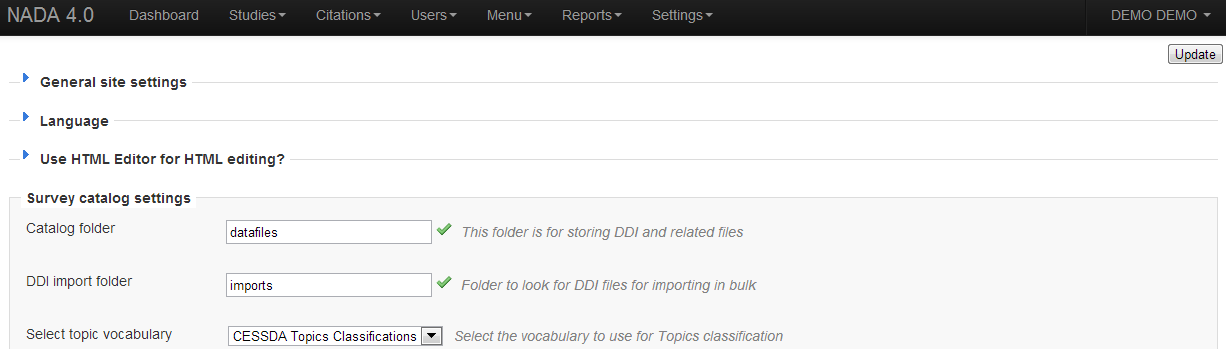 NADA 4.0 Dashboard Studies Citations Users Menu Reports Settings DEMO DEMO
Update
General site settings
Language
Use HTML Editor for HTML editing?
Survey catalog settings
Catalog folder datafiles This folder is for storing DDI and related files
DDI import folder imports Folder to look for DDI files for importing in bulk
Select topic vocabulary CESSDA Topics Classifications Select the vocabulary to use for Topics classification